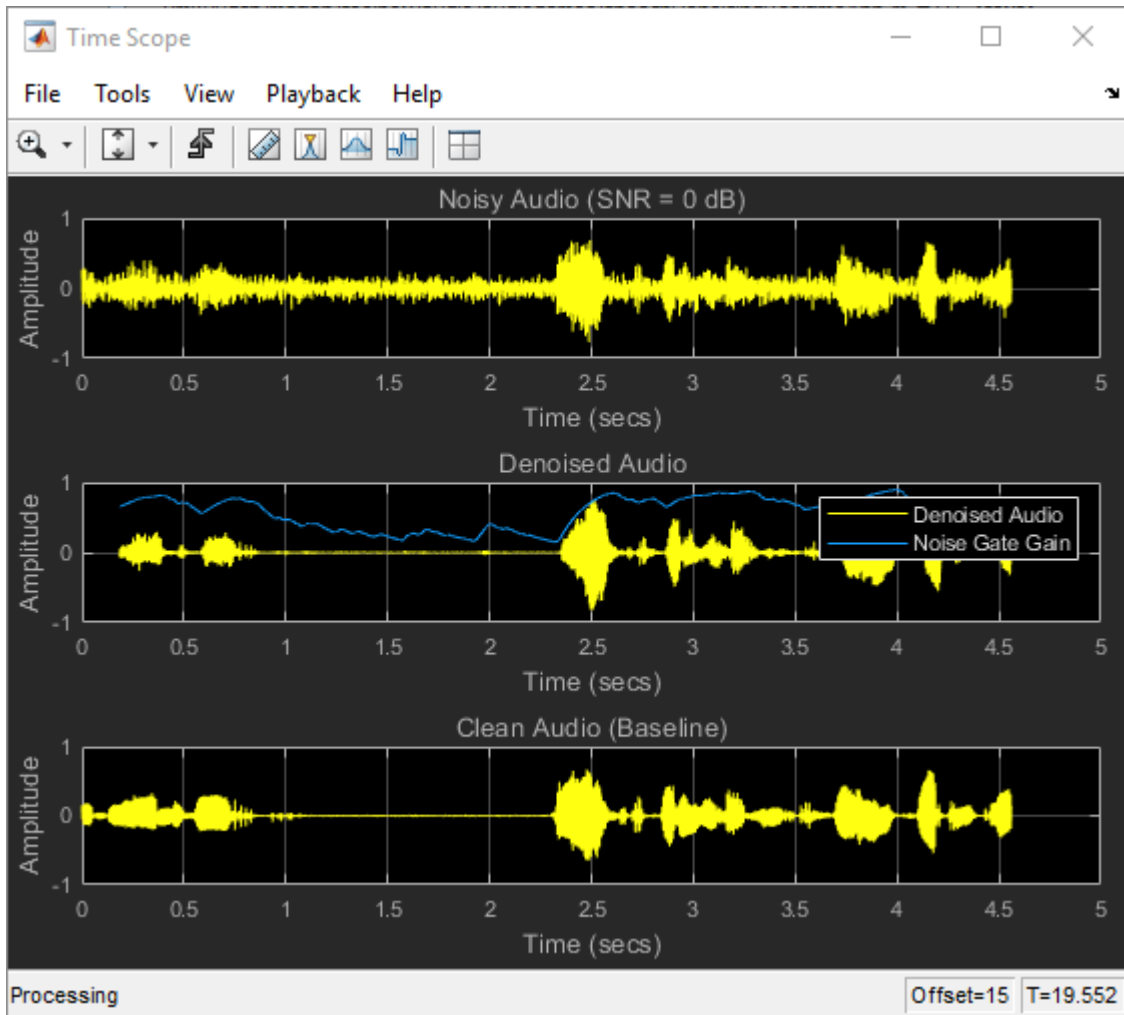 Time Scope
File Tools View Playback Help
Noisy Audio (SNR = 0 dB)
Amplitude
1
0
-1
0 0.5 1 1.5 2 2.5 3 3.5 4 4.5 5
Time (secs)
Denoised Audio
Amplitude
1
0
-1
Denoised Audio
Noise Gate Gain
0 0.5 1 1.5 2 2.5 3 3.5 4 4.5 5
Time (secs)
Clean Audio (Baseline)
Amplitude
1
0
-1
0 0.5 1 1.5 2 2.5 3 3.5 4 4.5 5
Time (secs)
Processing Offset=15 T=19.552